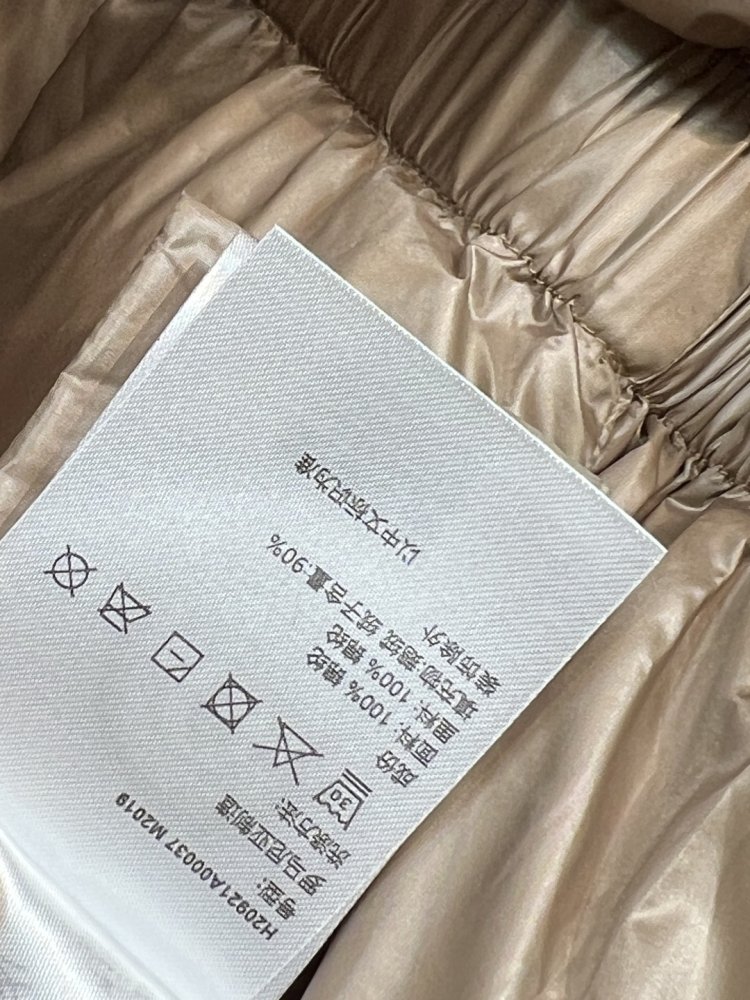 H20921A00037 M2019
号型:
罗马尼亚制造
洗涤方法:
30
成份
面料: 100% 锦纶
里料: 100% 锦纶
填充物 鹅绒 绒子含量.90%
装饰除外
以中文标识为准